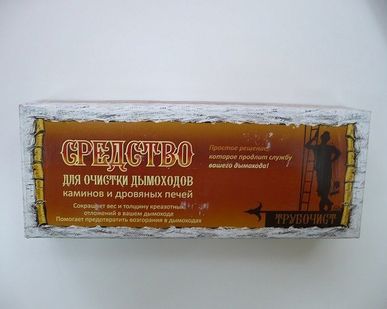 СРЕДСТВО
ДЛЯ ОЧИСТКИ ДЫМОХОДОВ
КАМИНОВ И ДРОВЯНЫХ ПЕЧЕЙ
Сокращает вес и толщину креазотных
отложений в вашем дымоходе
Помогает предотвратить возгорания в дымоходах
Простое решение,
которое продлит службу
вашего дымохода!
ТРУБОЧИСТ